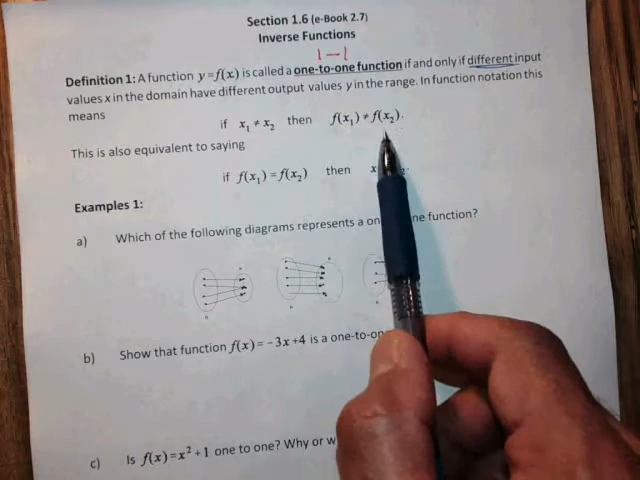 Section 1.6 (e-Book 2.7)
Inverse Functions
1-1
Definition 1: A function y=f(x) is called a one-to-one function if and only if different input
values x in the domain have different output values y in the range. In function notation this
means
if x₁ ≠ x₂ then f(x₁) ≠ f(x₂).
This is also equivalent to saying
if f(x₁) = f(x₂) then x
Examples 1:
a) Which of the following diagrams represents a on ne function?
b) Show that function f(x) = -3x+4 is a one-to-on
c) Is f(x)=x²+1 one to one? Why or w